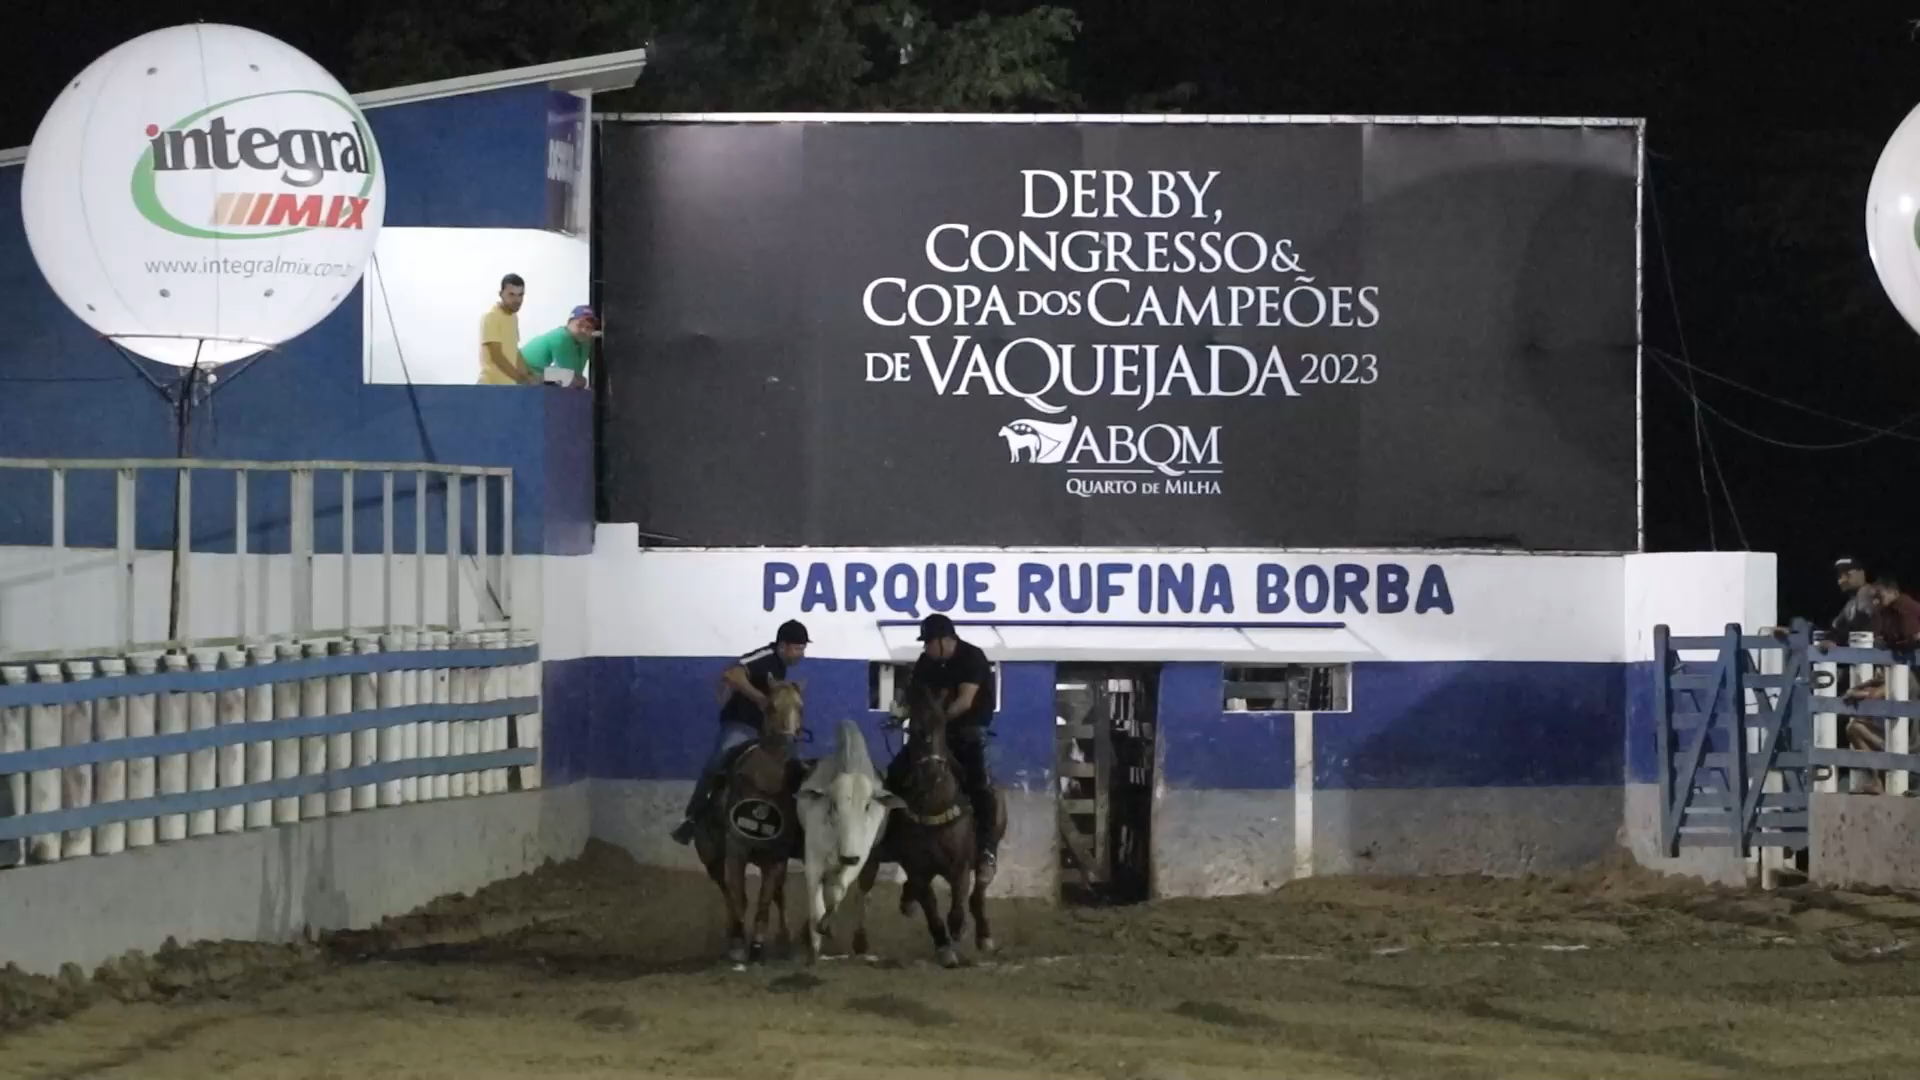 integral
MIX
www.integralmix.com.br
DERBY,
CONGRESSO &
COPA DOS CAMPEÕES
DE VAQUEJADA 2023
ABQM
QUARTO DE MILHA
PARQUE RUFINA BORBA